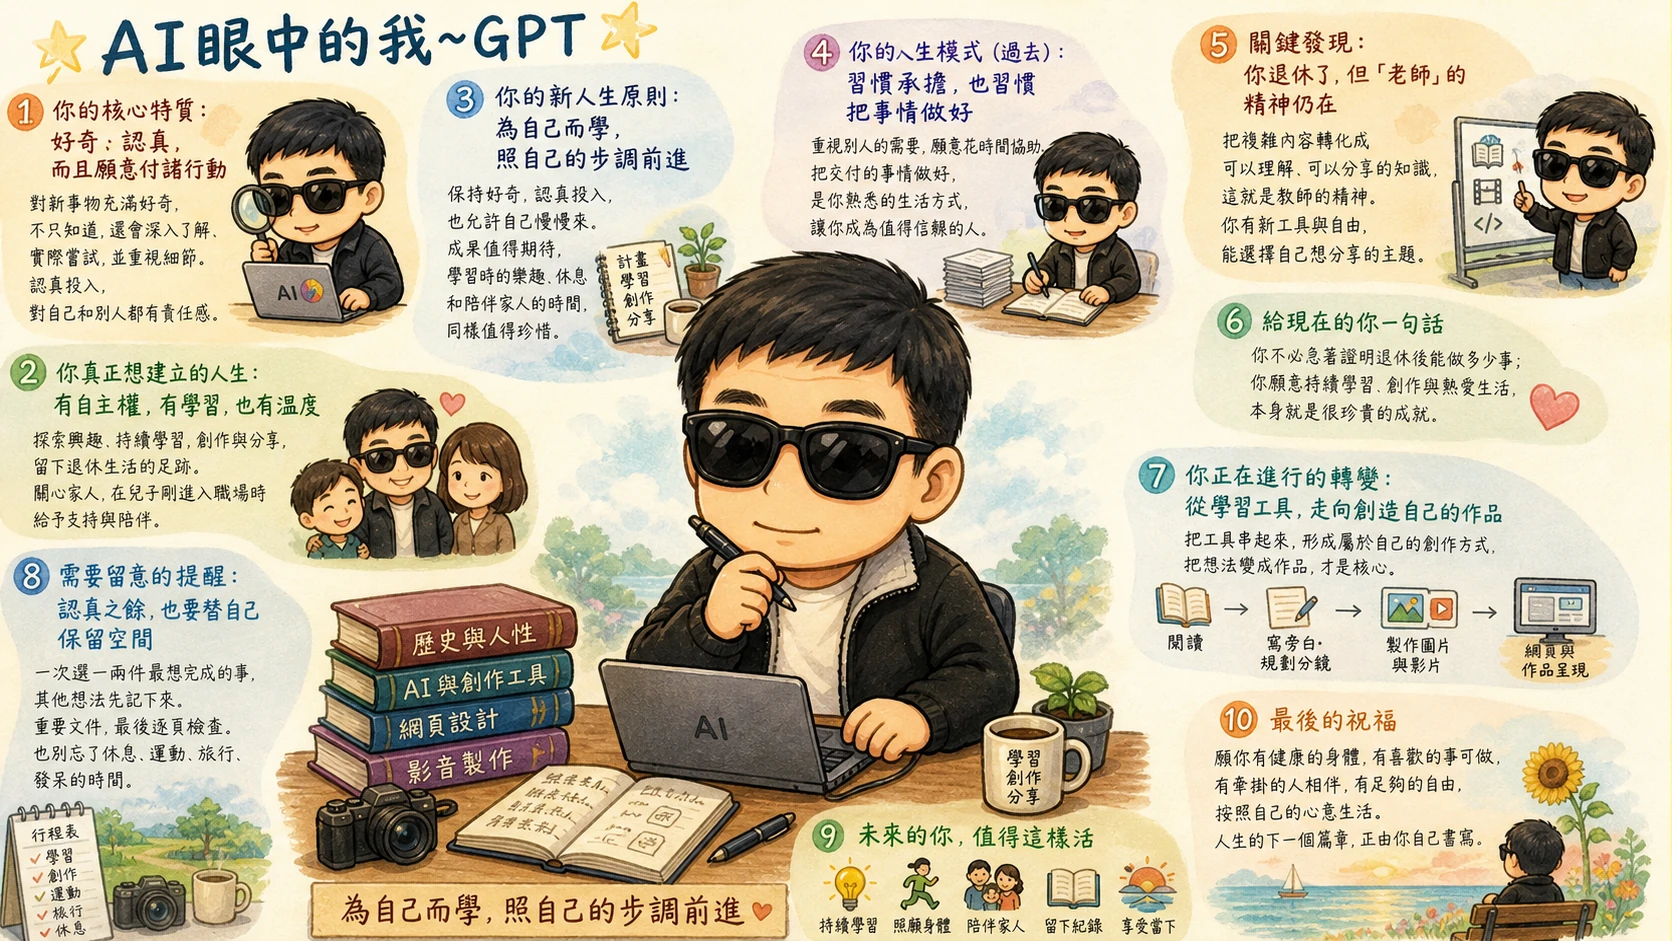 AI眼中的我~GPT
1 你的核心特質：
好奇；認真，
而且願意付諸行動
對新事物充滿好奇，
不只知道，還會深入了解、
實際嘗試，並重視細節。
認真投入，
對自己和別人都有責任感。
AI
2 你真正想建立的人生：
有自主權，有學習，也有溫度
探索興趣、持續學習，創作與分享，
留下退休生活的足跡。
關心家人，在兒子剛進入職場時
給予支持與陪伴。
3 你的新人生原則：
為自己而學，
照自己的步調前進
保持好奇，認真投入，
也允許自己慢慢來。
成果值得期待，
學習時的樂趣、休息
和陪伴家人的時間，
同樣值得珍惜。
計畫
學習
創作
分享
4 你的人生模式（過去）：
習慣承擔，也習慣
把事情做好
重視別人的需要，願意花時間協助。
把交付的事情做好，
是你熟悉的生活方式，
讓你成為值得信賴的人。
5 關鍵發現：
你退休了，但「老師」的
精神仍在
把複雜內容轉化成
可以理解、可以分享的知識，
這就是教師的精神。
你有新工具與自由，
能選擇自己想分享的主題。
</>
6 給現在的你一句話
你不必急著證明退休後能做多少事；
你願意持續學習、創作與熱愛生活，
本身就是很珍貴的成就。
7 你正在進行的轉變：
從學習工具，走向創造自己的作品
把工具串起來，形成屬於自己的創作方式，
把想法變成作品，才是核心。
閱讀
寫旁白·
規劃分鏡
製作圖片
與影片
網頁與
作品呈現
8 需要留意的提醒：
認真之餘，也要替自己
保留空間
一次選一兩件最想完成的事，
其他想法先記下來。
重要文件，最後逐頁檢查。
也別忘了休息、運動、旅行、
發呆的時間。
行程表
學習
創作
運動
旅行
休息
歷史與人性
AI與創作工具
網頁設計
影音製作
AI
學習
創作
分享
為自己而學，照自己的步調前進
9 未來的你，值得這樣活
持續學習
照顧身體
陪伴家人
留下紀錄
享受當下
10 最後的祝福
願你有健康的身體，有喜歡的事可做，
有牽掛的人相伴，有足夠的自由，
按照自己的心意生活。
人生的下一個篇章，正由你自己書寫。